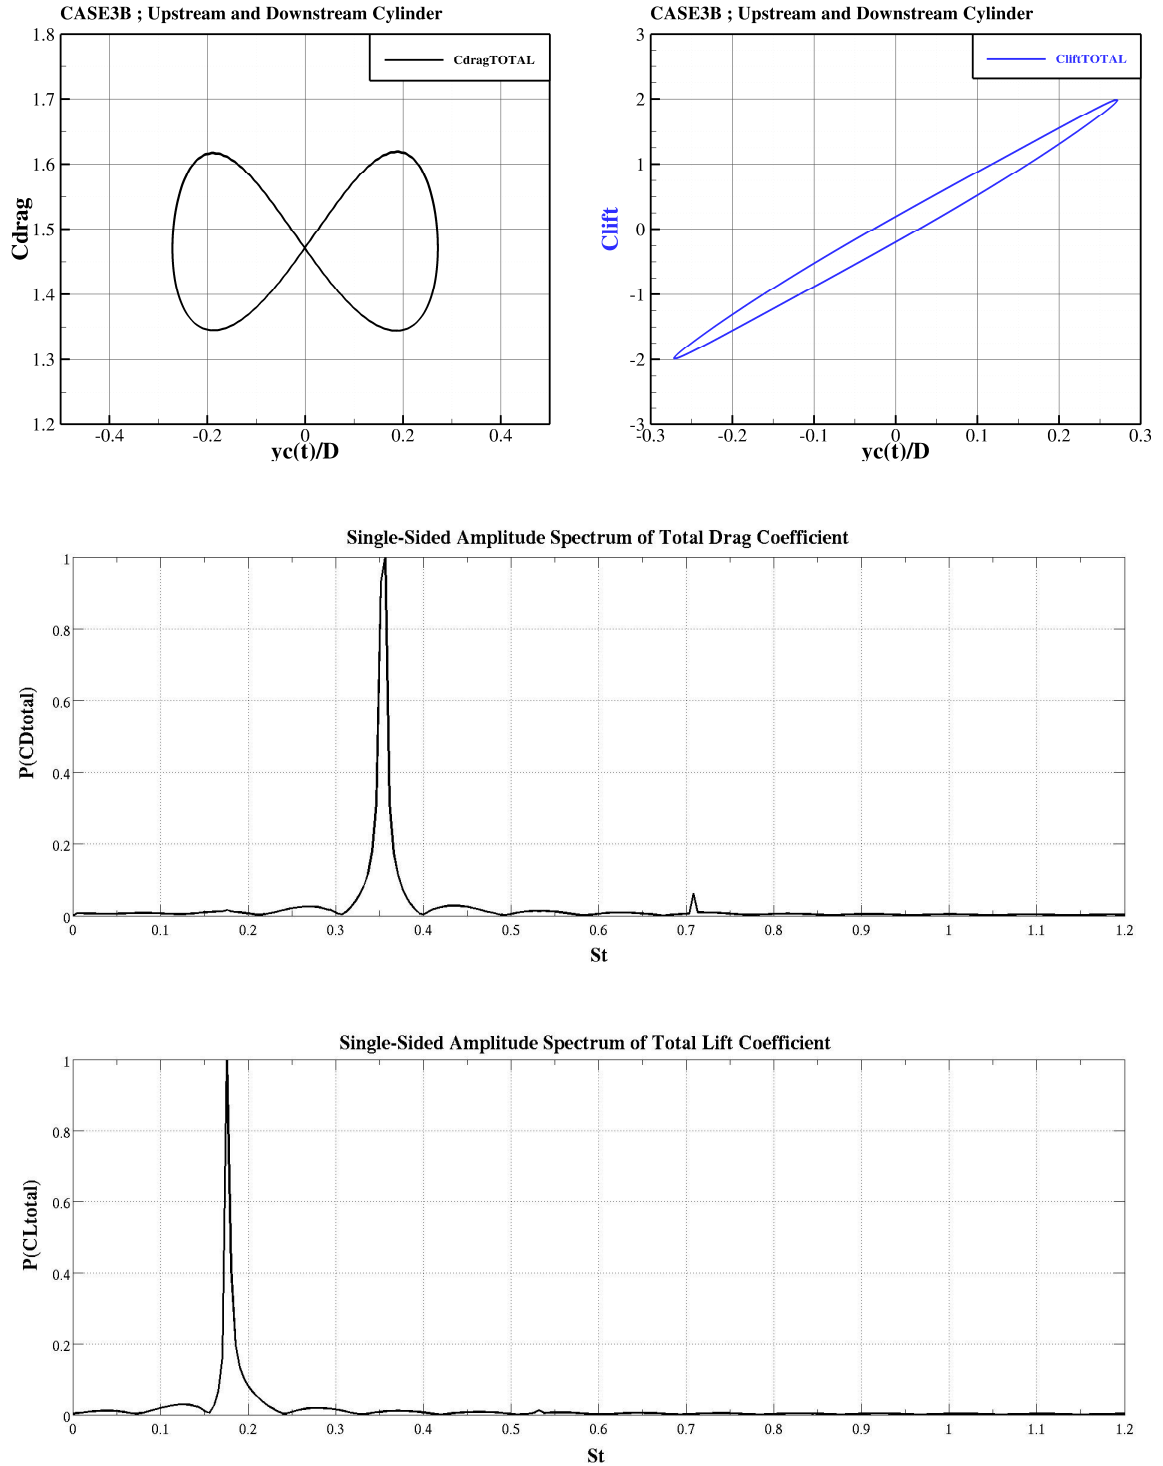 CASE3B ; Upstream and Downstream Cylinder
CdragTOTAL
1.8
1.7
1.6
1.5
1.4
1.3
1.2
Cdrag
-0.4 -0.2 0 0.2 0.4
yc(t)/D
CASE3B ; Upstream and Downstream Cylinder
CliftTOTAL
3
2
1
0
-1
-2
-3
Clift
-0.3 -0.2 -0.1 0 0.1 0.2 0.3
yc(t)/D
Single-Sided Amplitude Spectrum of Total Drag Coefficient
1
0.8
0.6
0.4
0.2
0
P(CDtotal)
0 0.1 0.2 0.3 0.4 0.5 0.6 0.7 0.8 0.9 1 1.1 1.2
St
Single-Sided Amplitude Spectrum of Total Lift Coefficient
1
0.8
0.6
0.4
0.2
0
P(CLtotal)
0 0.1 0.2 0.3 0.4 0.5 0.6 0.7 0.8 0.9 1 1.1 1.2
St